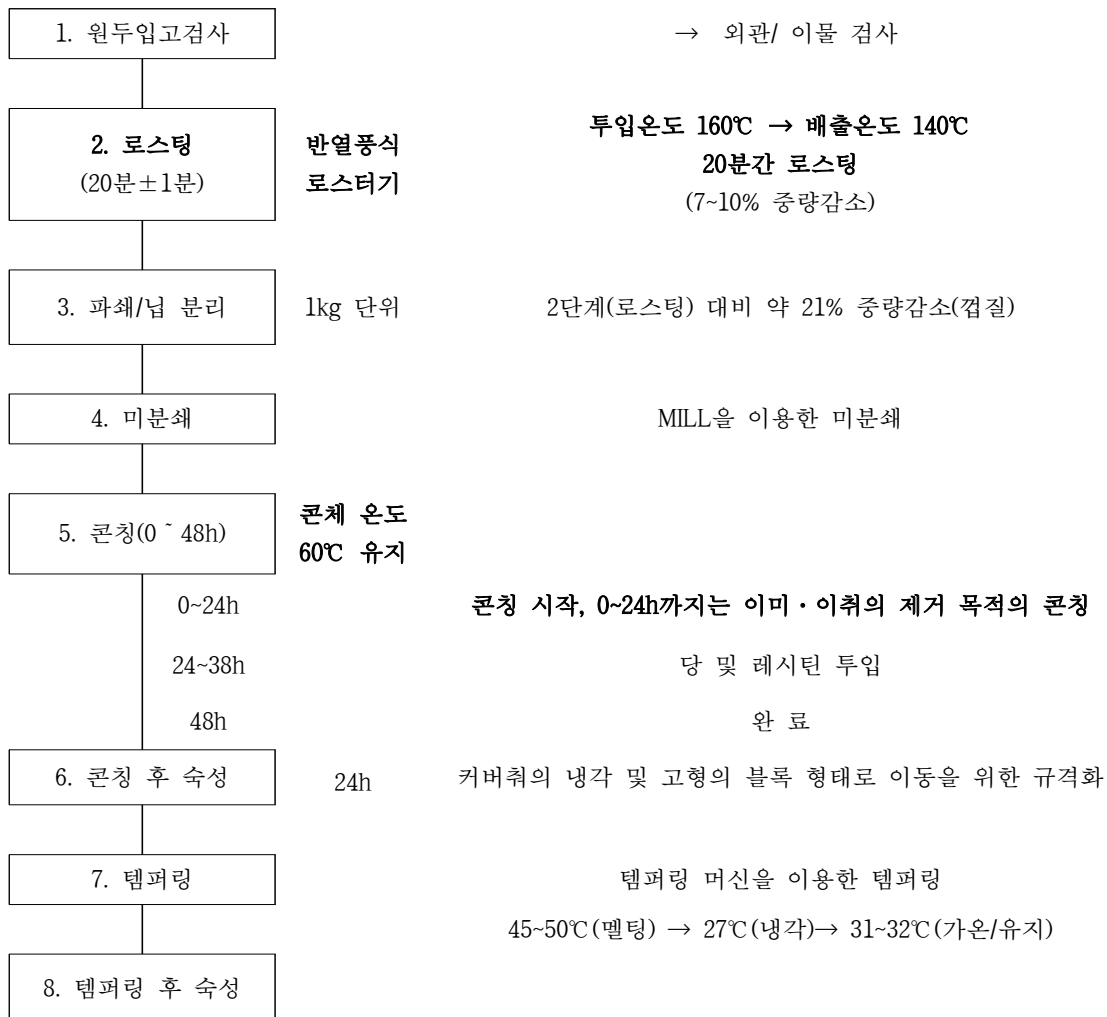 1. 원두입고검사
→ 외관/ 이물 검사
2. 로스팅
(20분±1분)
반열풍식
로스터기
투입온도 160℃ → 배출온도 140℃
20분간 로스팅
(7~10% 중량감소)
3. 파쇄/닙 분리
1kg 단위
2단계(로스팅) 대비 약 21% 중량감소(껍질)
4. 미분쇄
MILL을 이용한 미분쇄
5. 콘칭(0 ~ 48h)
콘체 온도
60℃ 유지
0~24h
콘칭 시작, 0~24h까지는 이미·이취의 제거 목적의 콘칭
24~38h
당 및 레시틴 투입
48h
완 료
6. 콘칭 후 숙성
24h
커버춰의 냉각 및 고형의 블록 형태로 이동을 위한 규격화
7. 템퍼링
템퍼링 머신을 이용한 템퍼링
45~50℃(멜팅) → 27℃(냉각)→ 31~32℃(가온/유지)
8. 템퍼링 후 숙성